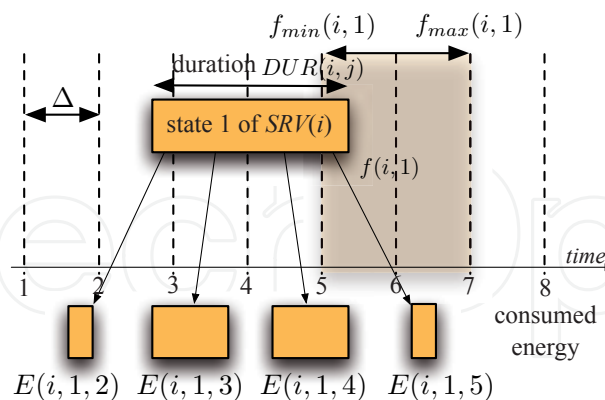 f_min(i, 1) f_max(i, 1)
duration DUR(i, j)
Δ
state 1 of SRV(i)
f(i, 1)
time
1 2 3 4 5 6 7 8
consumed
energy
E(i, 1, 2) E(i, 1, 3) E(i, 1, 4) E(i, 1, 5)